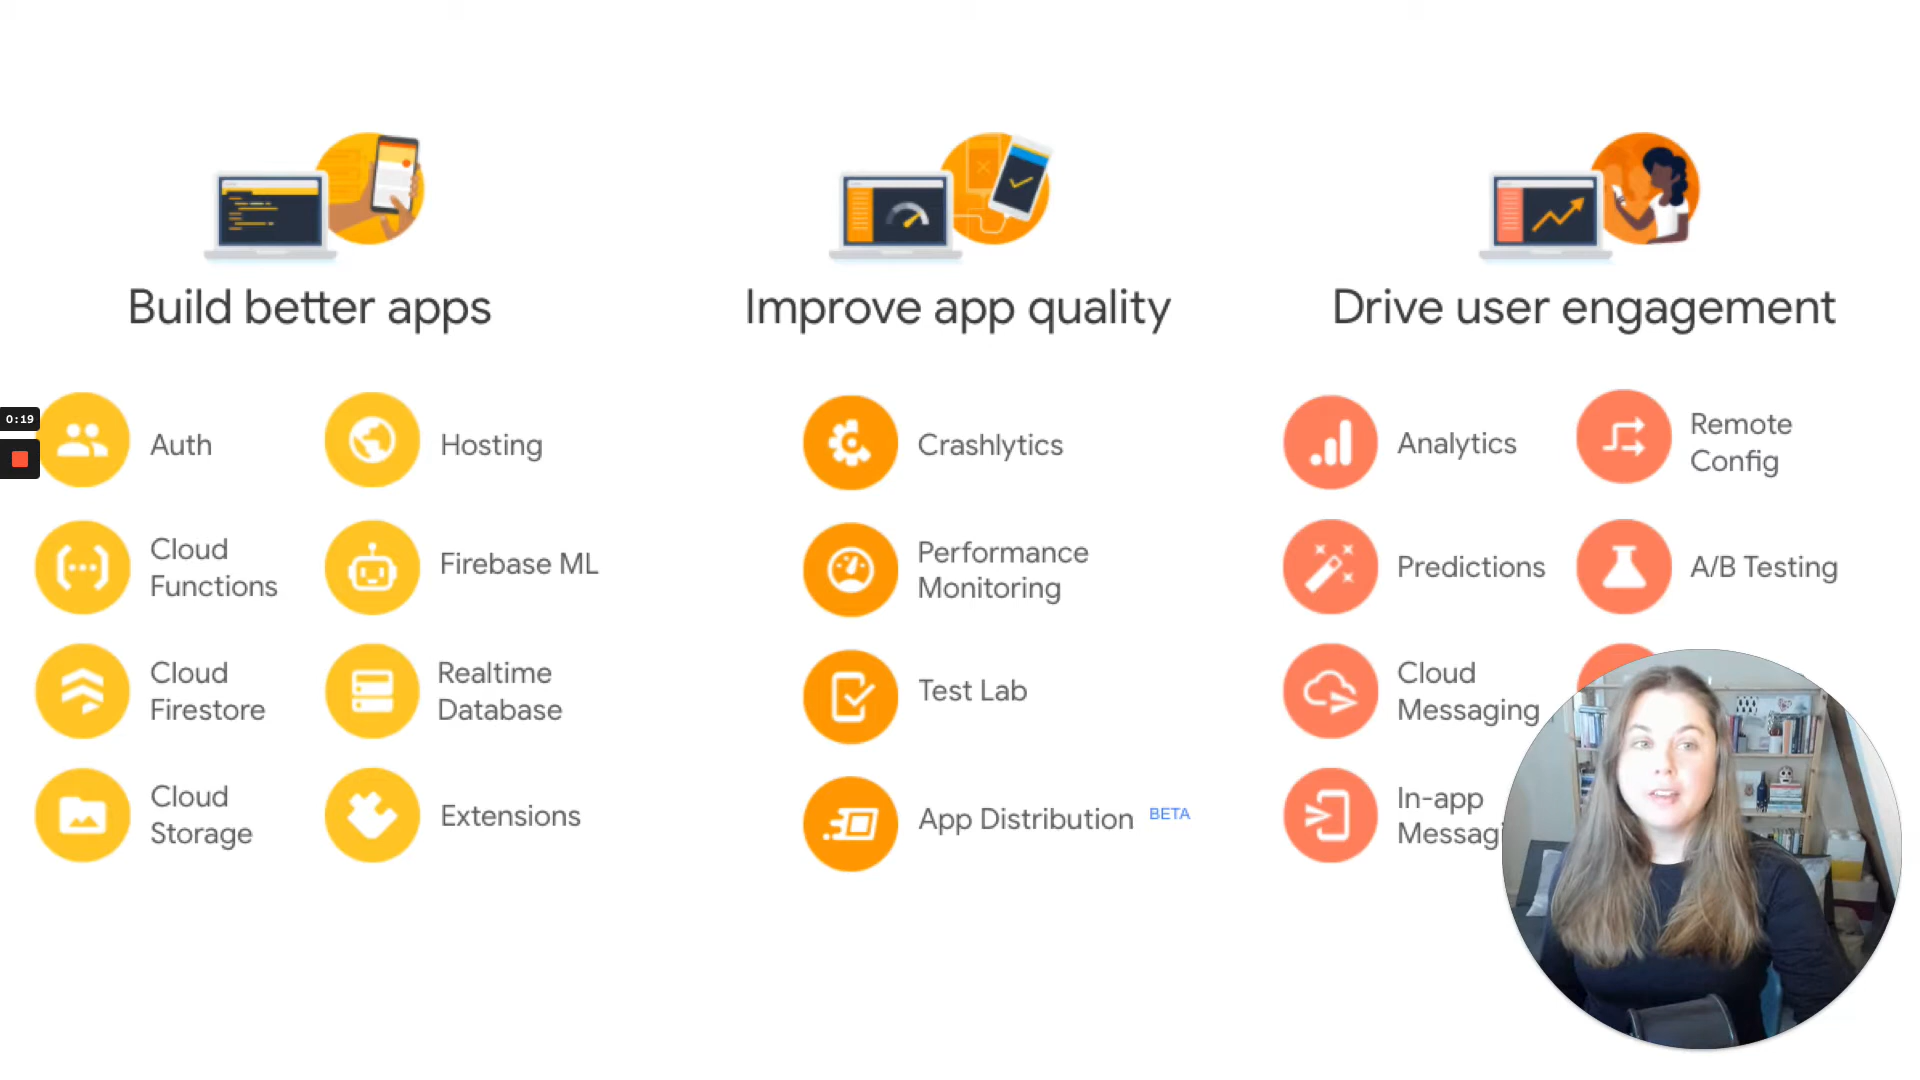 Build better apps
Improve app quality
Drive user engagement
0:19
Auth
Hosting
Cloud
Functions
Firebase ML
Cloud
Firestore
Realtime
Database
Cloud
Storage
Extensions
Crashlytics
Performance
Monitoring
Test Lab
App Distribution BETA
Analytics
Remote
Config
Predictions
A/B Testing
Cloud
Messaging
In-app
Messagi